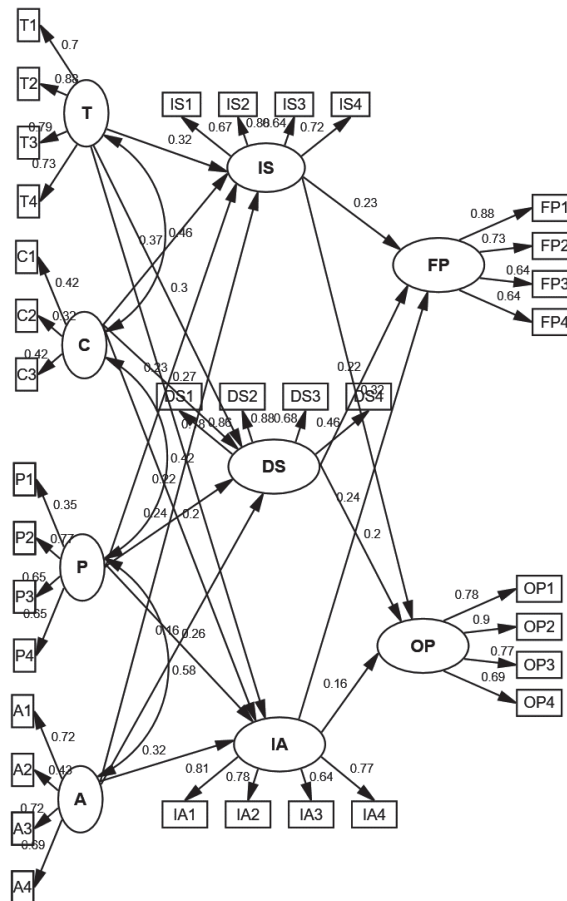 T1
0.7
T2
0.88
T
T3
0.79
0.73
T4
IS1
IS2
IS3
IS4
0.67
0.64
0.72
0.32
IS
0.23
0.88
FP1
0.73
FP2
FP
0.64
FP3
0.64
FP4
0.37
0.46
0.3
C1
0.42
C2
0.32
C
C3
0.42
0.23
0.27
0.22
0.32
DS1
DS2
DS3
DS4
0.86
0.88
0.68
0.46
DS
0.42
0.22
0.24
0.2
0.24
0.2
P1
0.35
P2
0.77
P
P3
0.65
0.65
P4
0.16
0.26
0.58
0.78
OP1
0.9
OP2
OP
0.77
OP3
0.69
OP4
0.16
A1
0.72
A2
0.43
A
A3
0.72
0.69
A4
0.32
IA
0.81
0.78
0.64
0.77
IA1
IA2
IA3
IA4